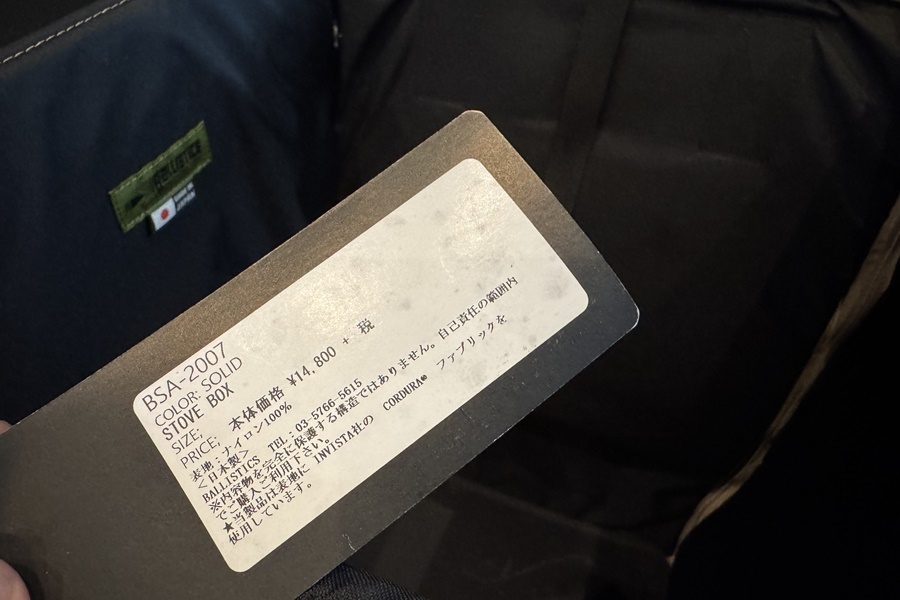 BALLISTICS
BSA-2007
COLOR: SOLID
STOVE BOX
SIZE;
PRICE; 本体価格 ¥14,800 + 税
表地:ナイロン100%
<日本製>
BALLISTICS TEL. 03-5766-5615
※内容物を完全に保護する構造ではありません。自己責任の範囲内
でご購入ご利用下さい。
★当製品は表地に INVISTA社の CORDURA® ファブリックを
使用しています。